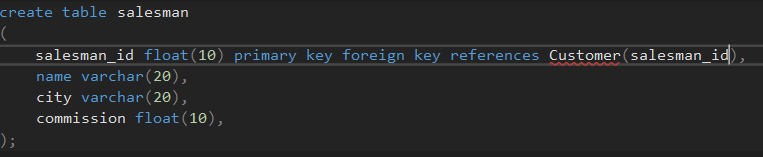 create table salesman
(
salesman_id float(10) primary key foreign key references Customer(salesman_id),
name varchar(20),
city varchar(20),
commission float(10),
);